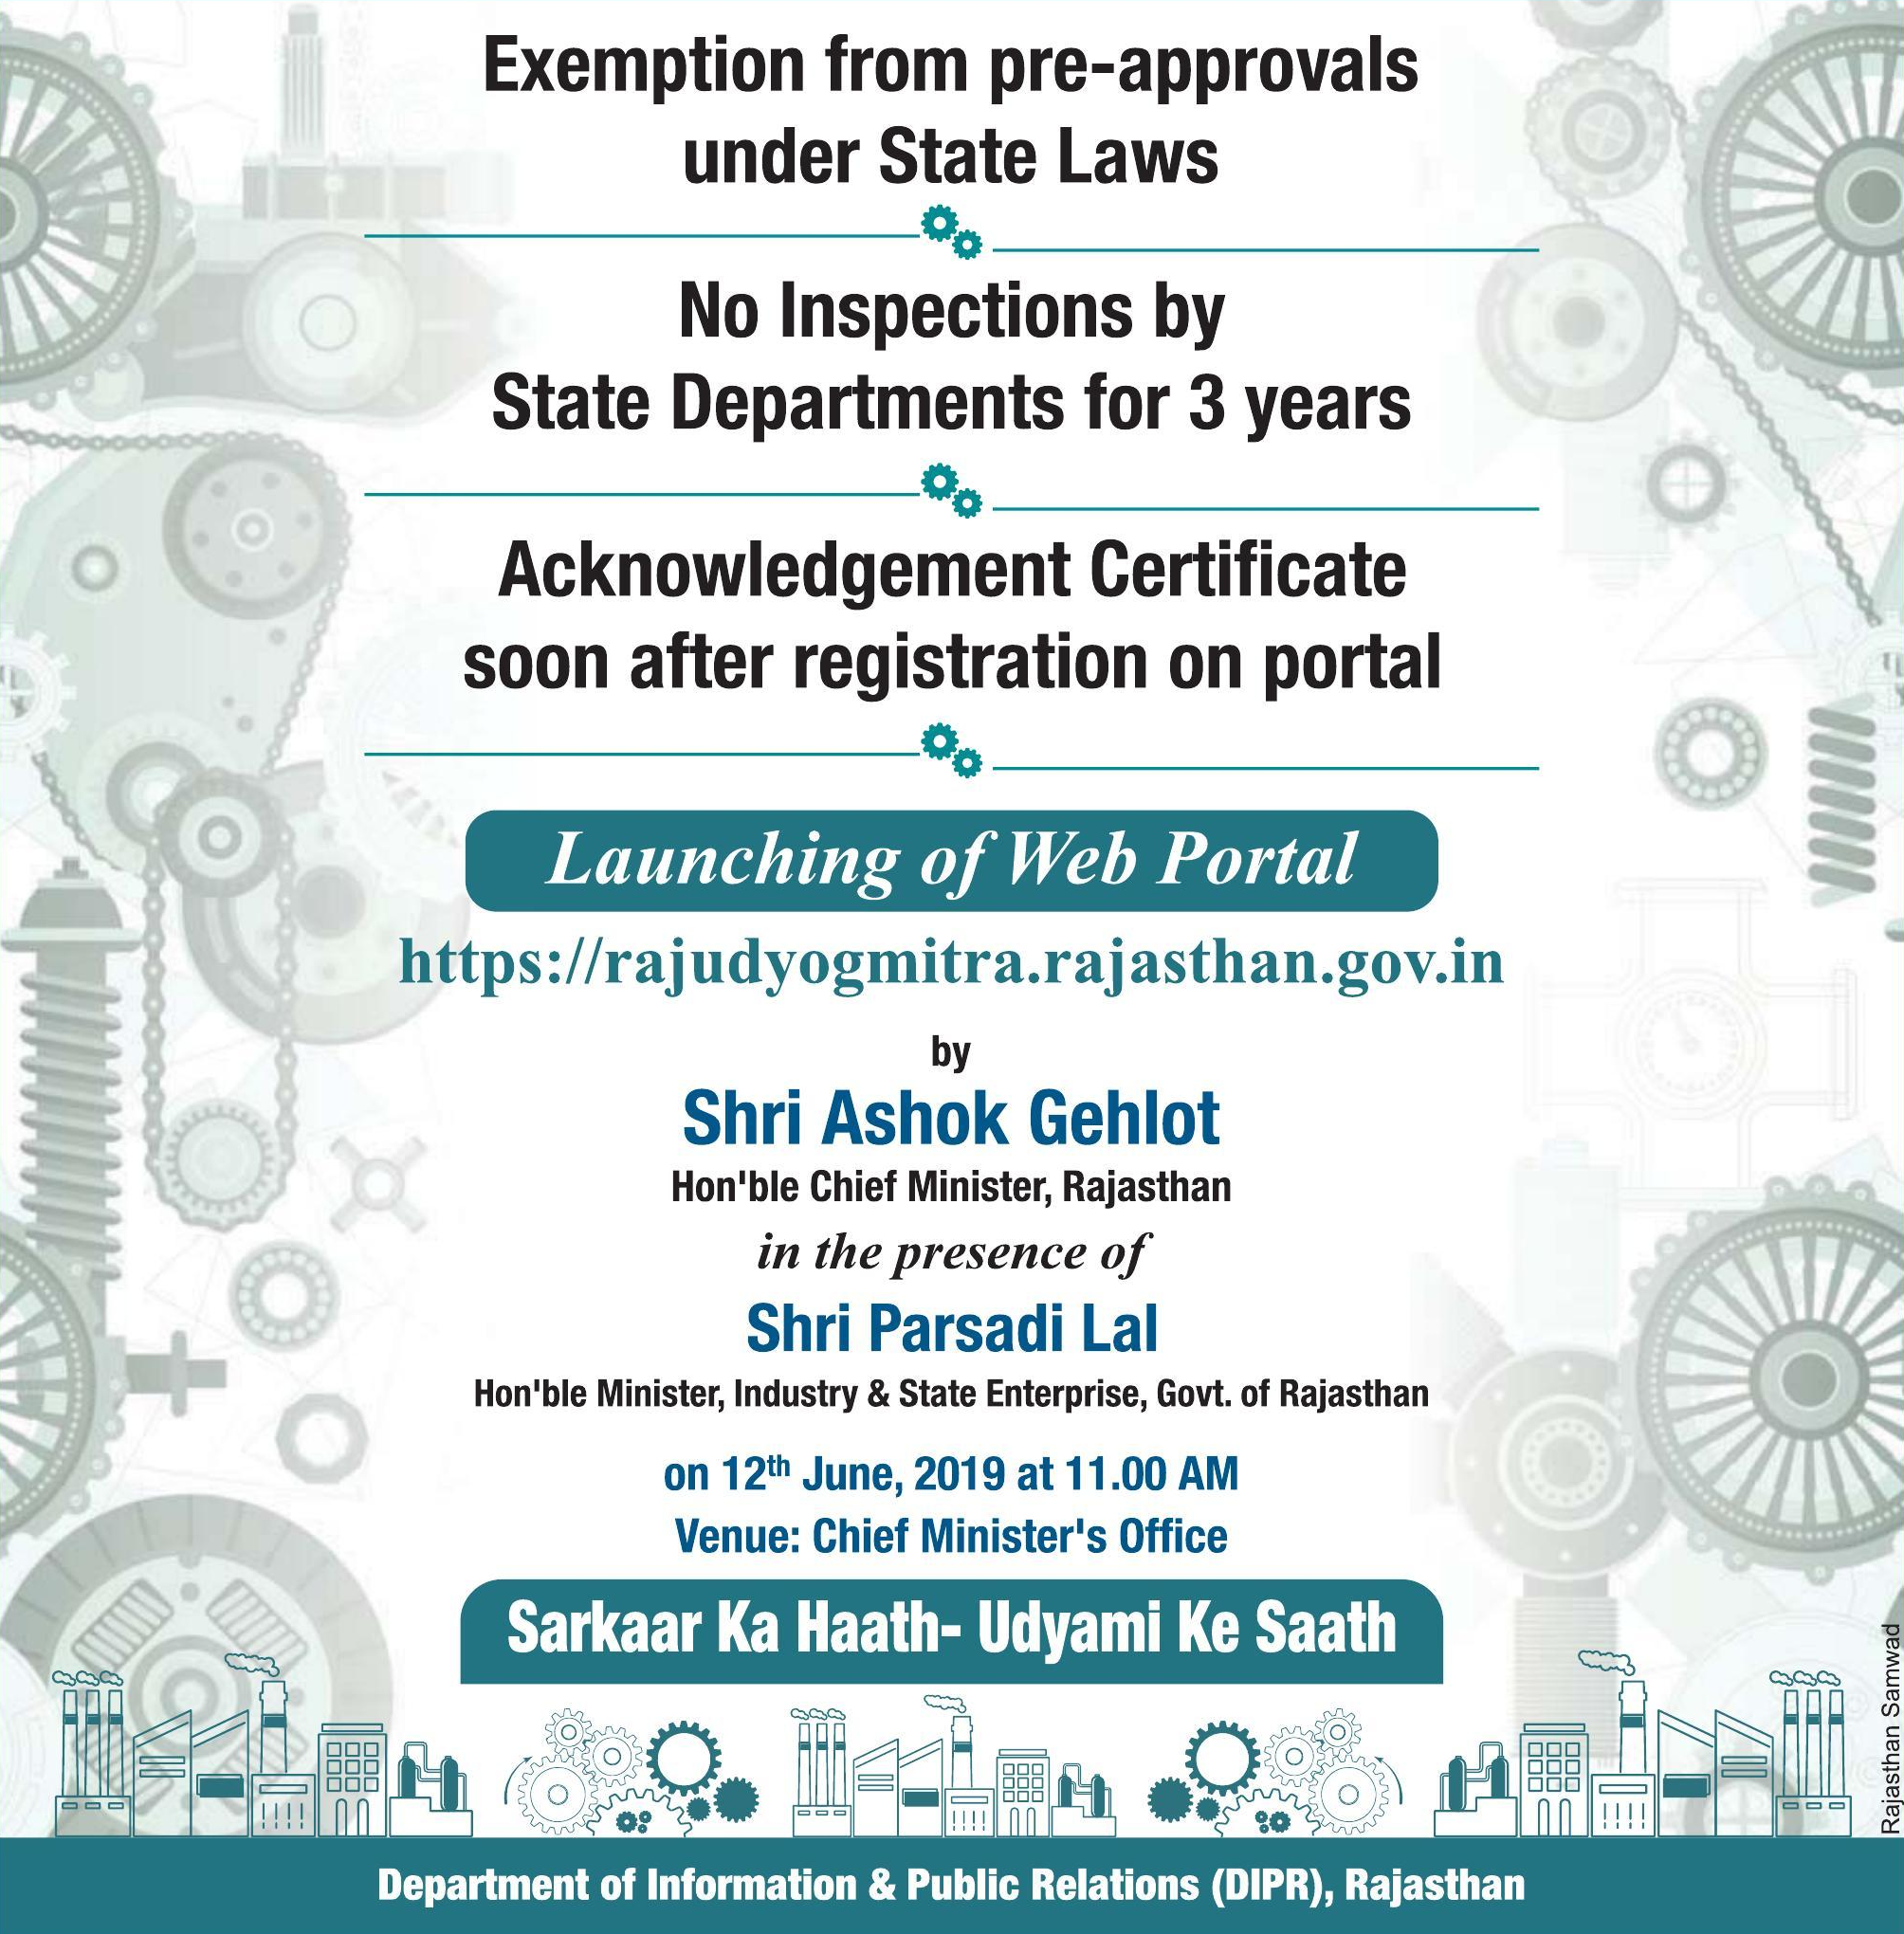 Exemption from pre-approvals
under State Laws
No Inspections by
State Departments for 3 years
Acknowledgement Certificate
soon after registration on portal
Launching of Web Portal
https://rajudyogmitra.rajasthan.gov.in
by
Shri Ashok Gehlot
Hon'ble Chief Minister, Rajasthan
in the presence of
Shri Parsadi Lal
Hon'ble Minister, Industry & State Enterprise, Govt. of Rajasthan
on 12th June, 2019 at 11.00 AM
Venue: Chief Minister's Office
Sarkaar Ka Haath- Udyami Ke Saath
Rajasthan Samwad
Department of Information & Public Relations (DIPR), Rajasthan